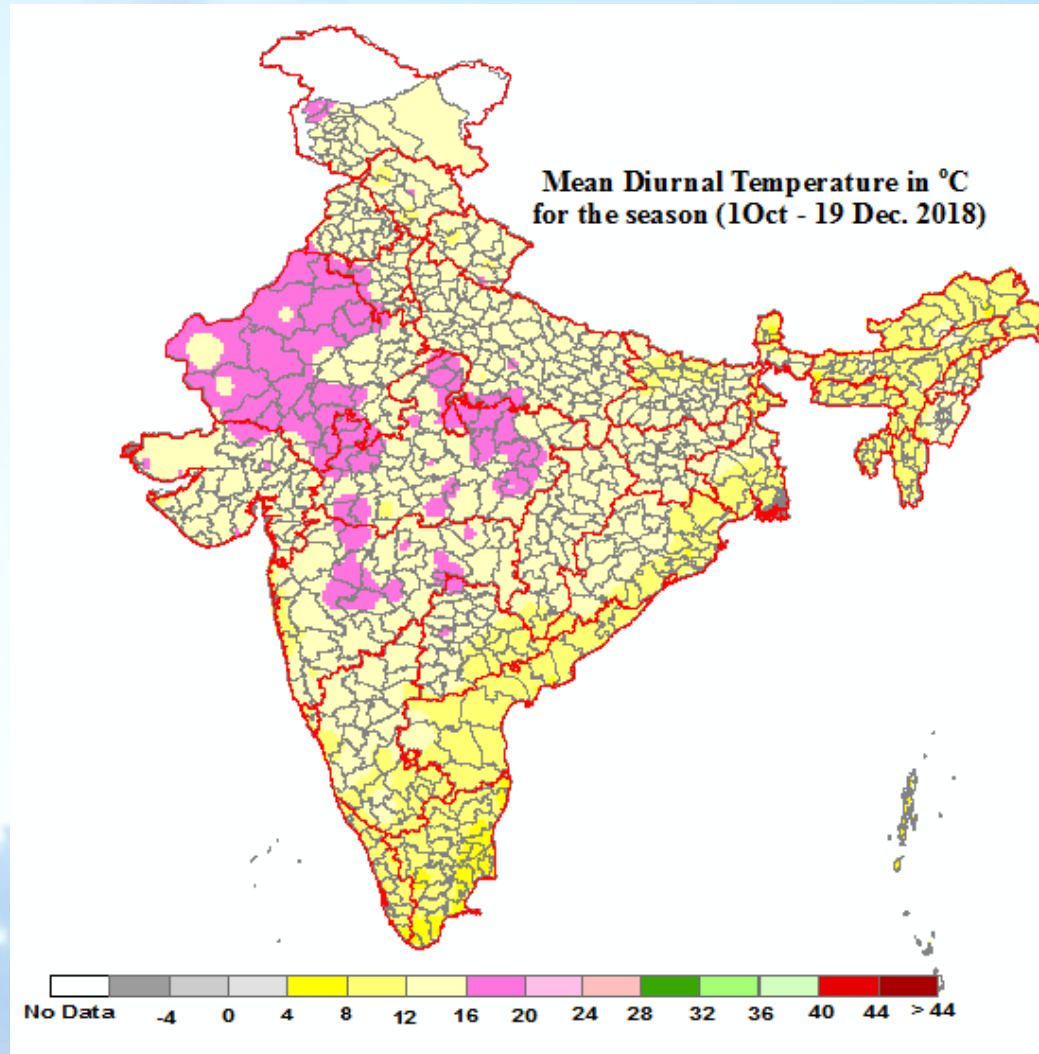 Mean Diurnal Temperature in °C
for the season (1Oct - 19 Dec. 2018)
No Data -4 0 4 8 12 16 20 24 28 32 36 40 44 > 44